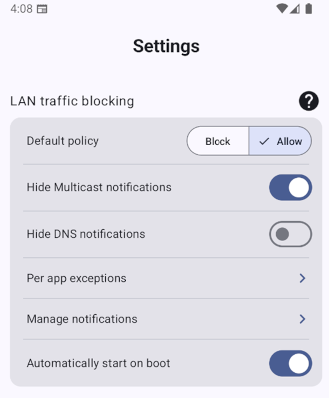 4:08
Settings
LAN traffic blocking
?
Default policy
Block
Allow
Hide Multicast notifications
Hide DNS notifications
Per app exceptions
Manage notifications
Automatically start on boot